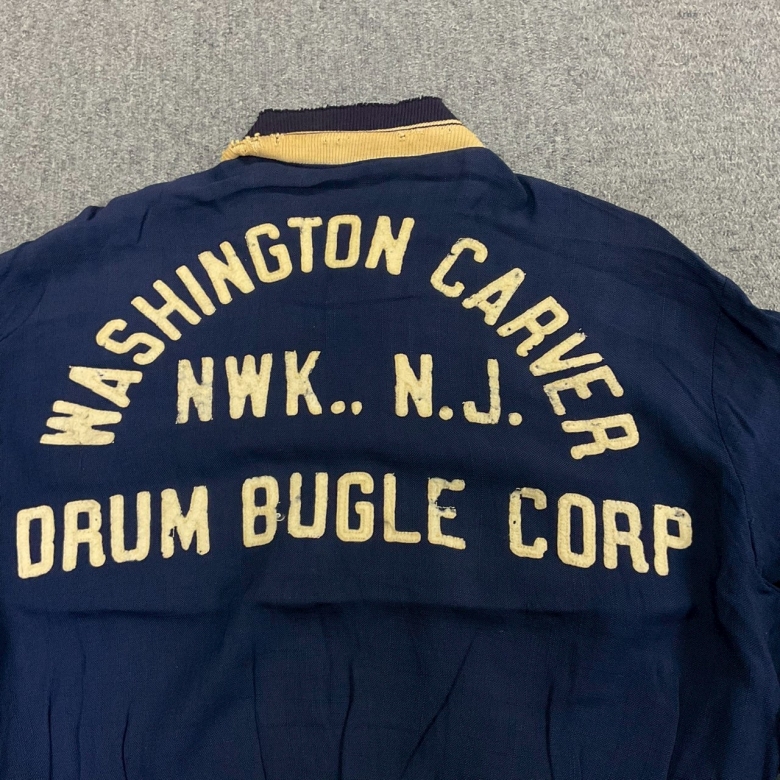 WASHINGTON CARVER
NWK.. N.J.
DRUM BUGLE CORP